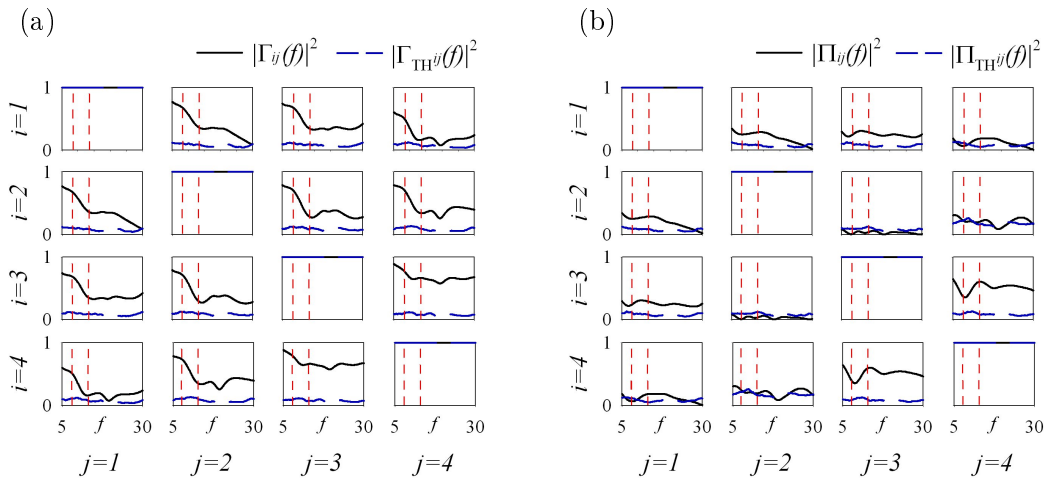 (a) (b)
|Γij(f)|² |ΓTHij(f)|² |Πij(f)|² |ΠTHij(f)|²
i=1 1 0 i=1 1 0
i=2 1 0 i=2 1 0
i=3 1 0 i=3 1 0
i=4 1 0 i=4 1 0
5 f 30 5 f 30 5 f 30 5 f 30 5 f 30 5 f 30 5 f 30 5 f 30
j=1 j=2 j=3 j=4 j=1 j=2 j=3 j=4